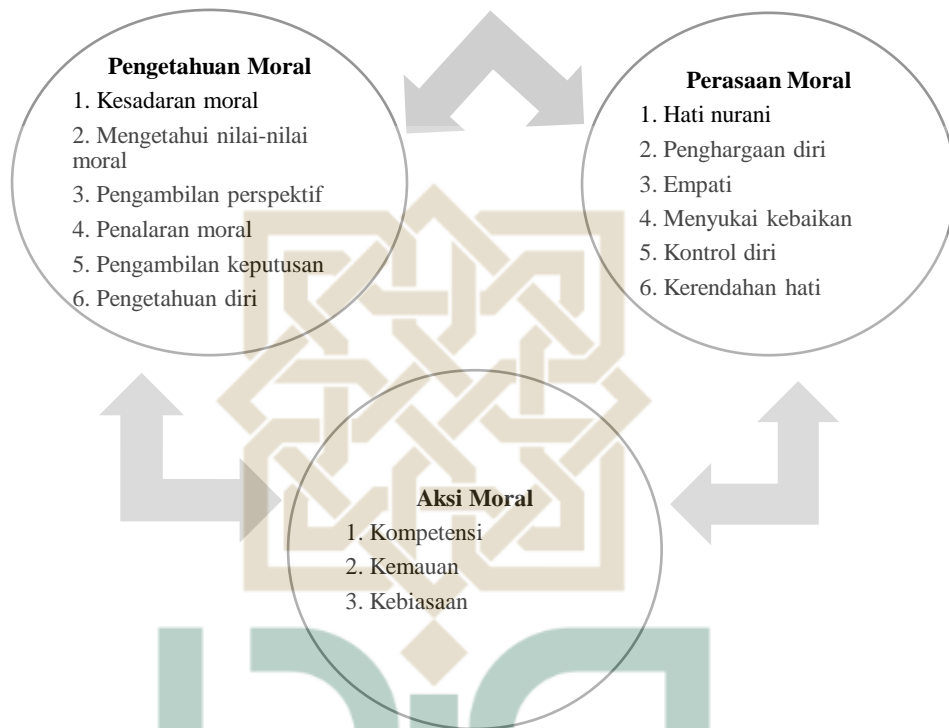 Pengetahuan Moral
1. Kesadaran moral
2. Mengetahui nilai-nilai
moral
3. Pengambilan perspektif
4. Penalaran moral
5. Pengambilan keputusan
6. Pengetahuan diri
Perasaan Moral
1. Hati nurani
2. Penghargaan diri
3. Empati
4. Menyukai kebaikan
5. Kontrol diri
6. Kerendahan hati
Aksi Moral
1. Kompetensi
2. Kemauan
3. Kebiasaan